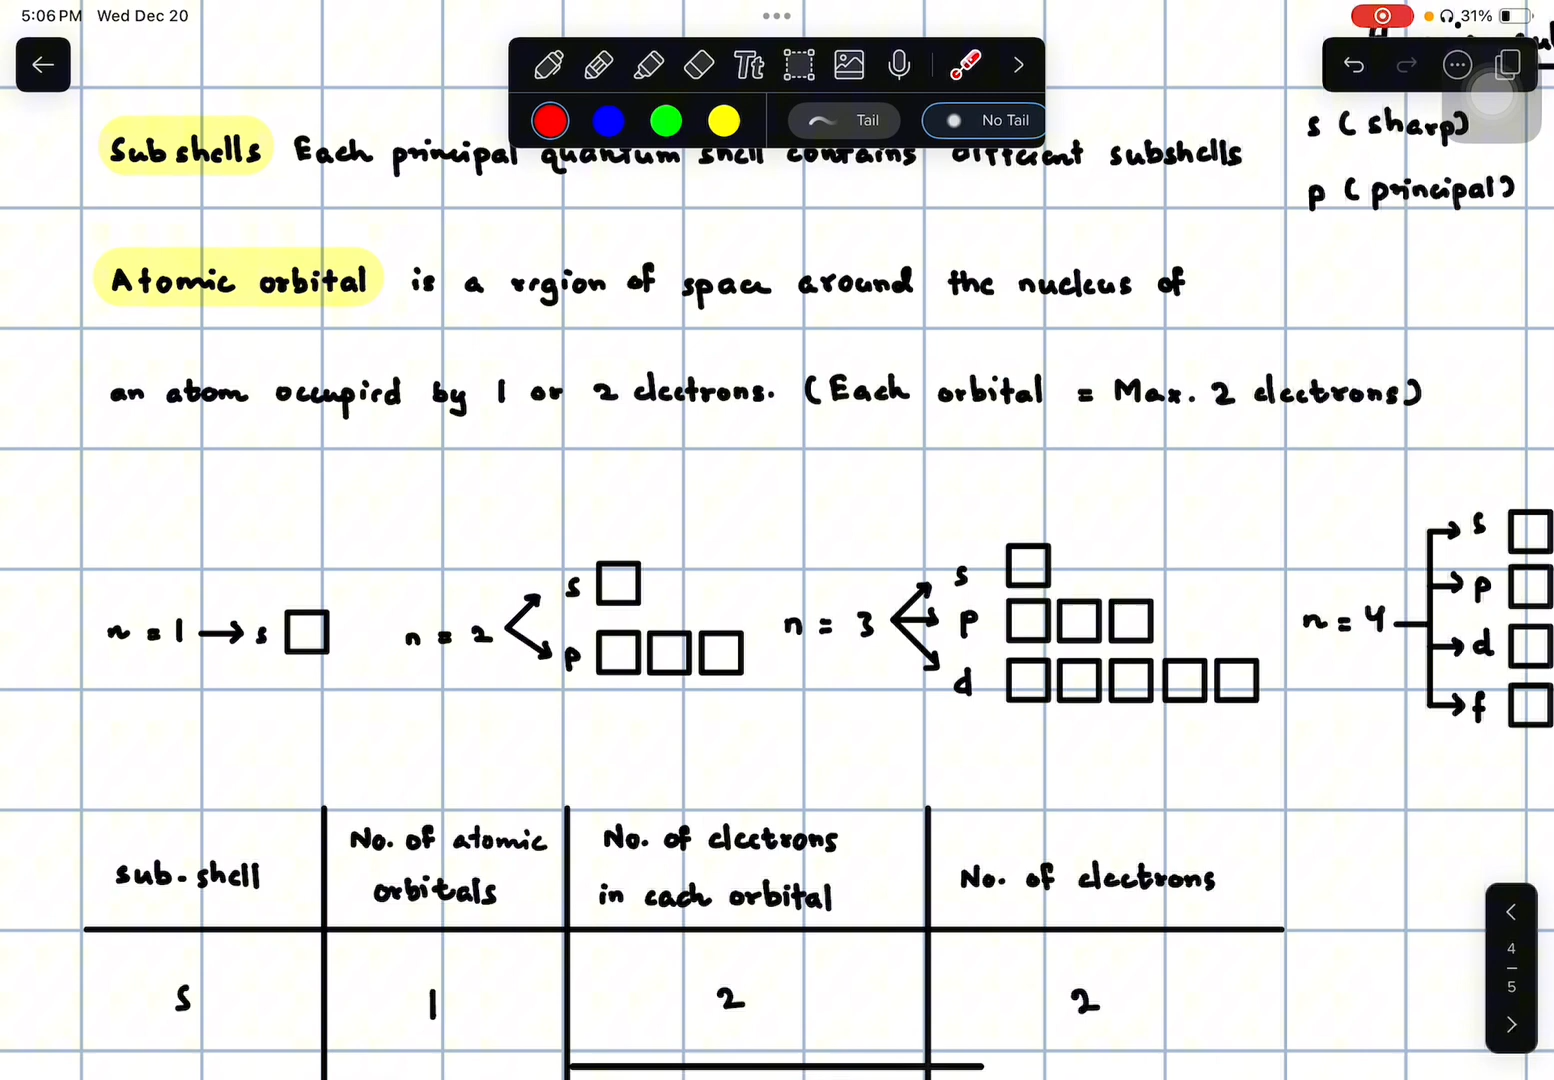 5:06 PM Wed Dec 20
31%
Tt
Tail
No Tail
s (sharp)
Subshells Each principal quantum shell contains different subshells
p (principal)
Atomic orbital is a region of space around the nucleus of
an atom occupied by 1 or 2 electrons. (Each orbital = Max. 2 electrons)
n = 1 → s
n = 2
s
p
n = 3
s
p
d
n = 4
s
p
d
f
sub-shell
No. of atomic
orbitals
No. of electrons
in each orbital
No. of electrons
s
1
2
2
4
5